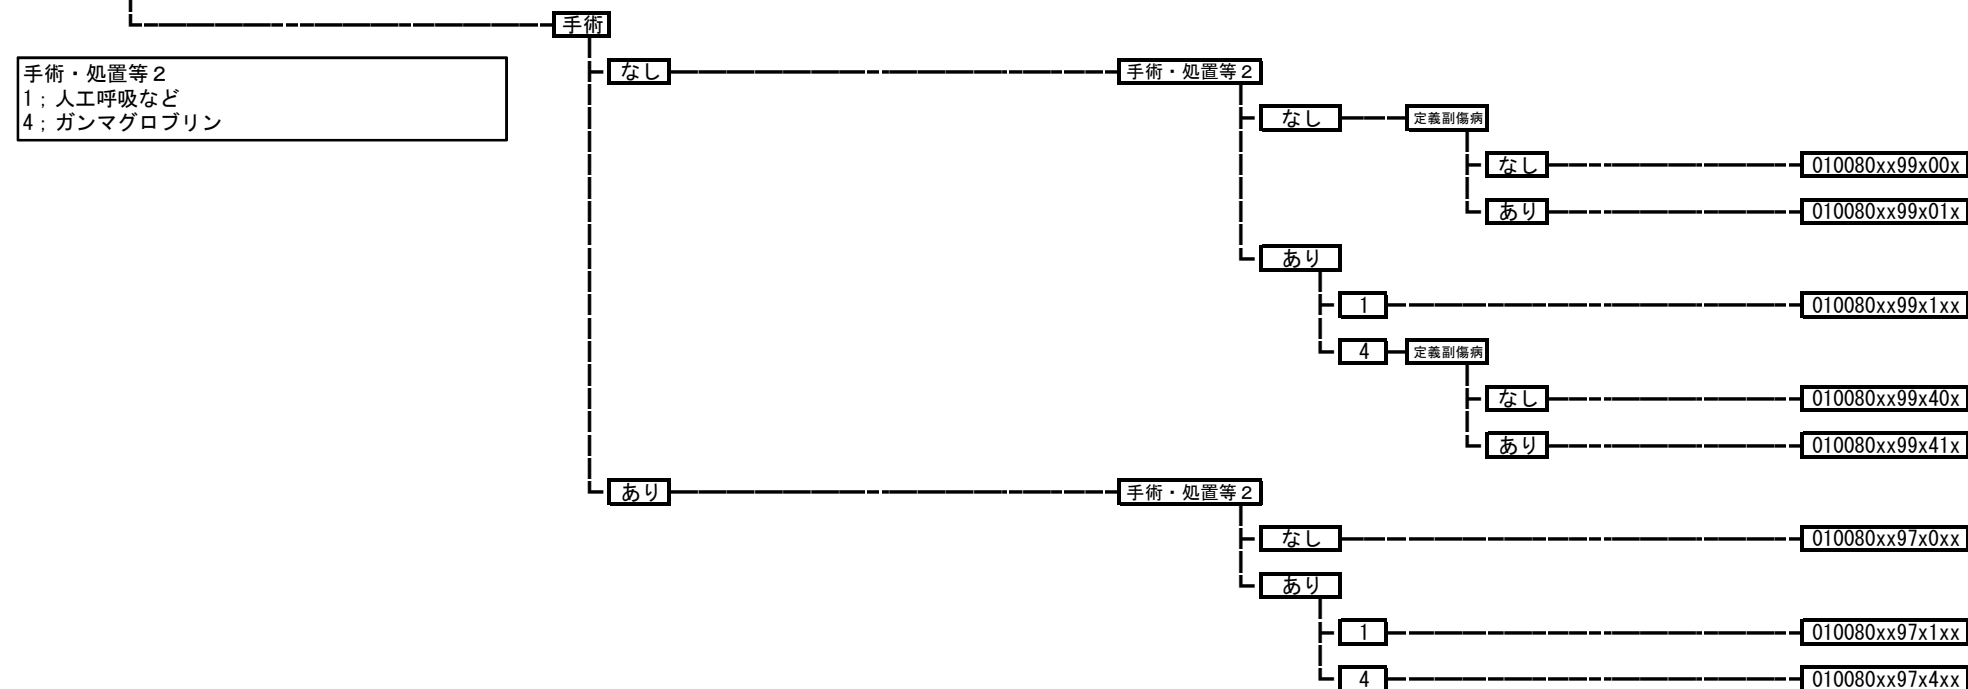 手術
手術・処置等２
1；人工呼吸など
4；ガンマグロブリン
なし
手術・処置等２
なし
定義副傷病
なし
010080xx99x00x
あり
010080xx99x01x
あり
1
010080xx99x1xx
4
定義副傷病
なし
010080xx99x40x
あり
010080xx99x41x
あり
手術・処置等２
なし
010080xx97x0xx
あり
1
010080xx97x1xx
4
010080xx97x4xx